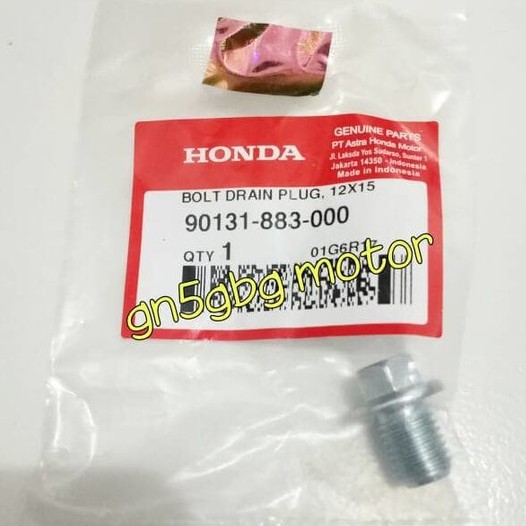 HONDA
GENUINE PARTS
PT Astra Honda Motor
Jl. Laksda Yos Sudarso, Sunter 1
Jakarta 14350 - Indonesia
Made in Indonesia
BOLT DRAIN PLUG, 12X15
90131-883-000
QTY 1
gn5gbg motor